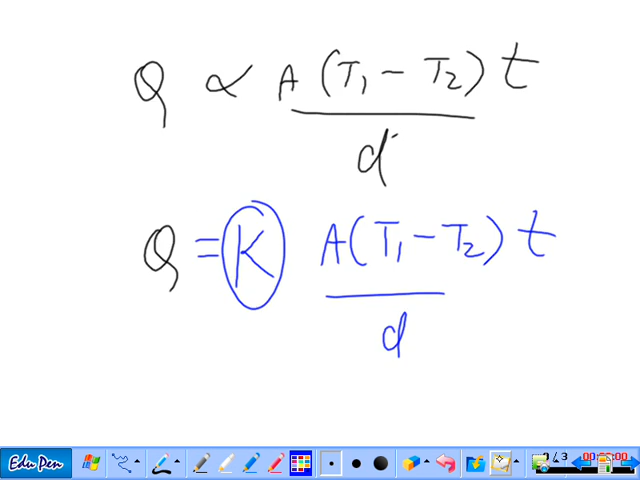 Q ∝ A (T₁ − T₂) t
d
Q = K A (T₁ − T₂) t
d
Edu Pen